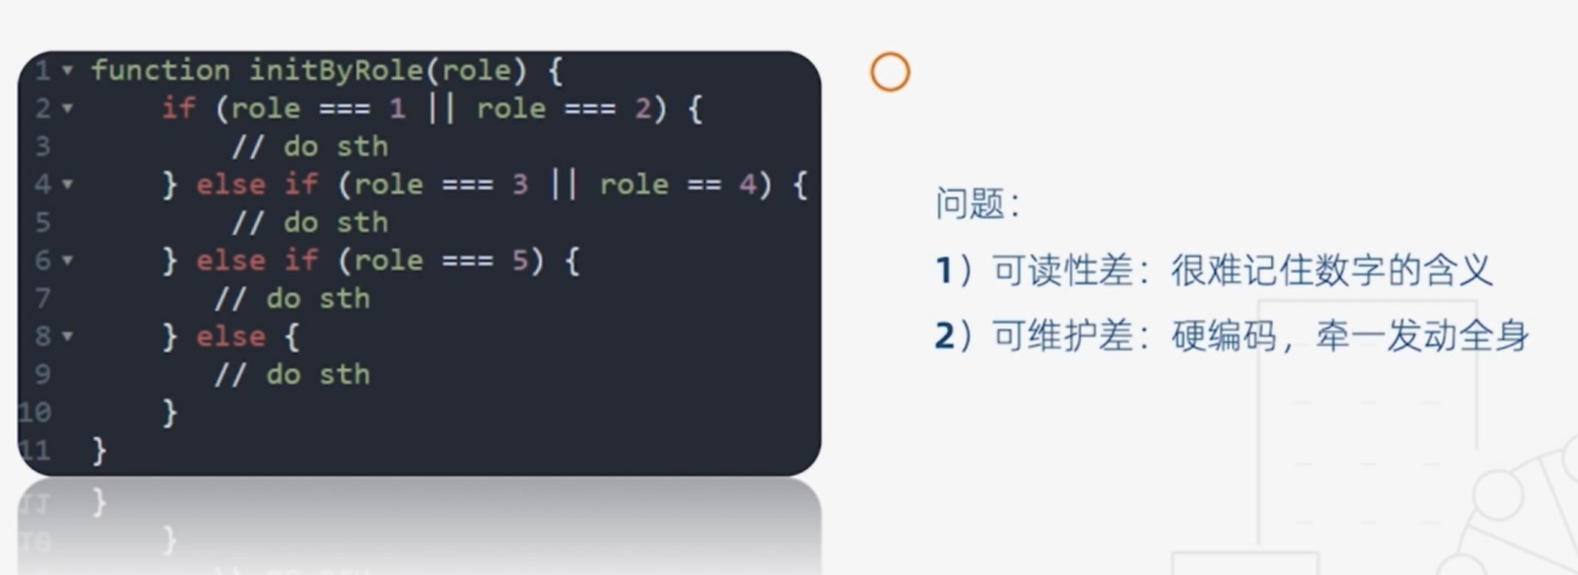 1 function initByRole(role) {
2 if (role === 1 || role === 2) {
3 // do sth
4 } else if (role === 3 || role == 4) {
5 // do sth
6 } else if (role === 5) {
7 // do sth
8 } else {
9 // do sth
10 }
11 }
问题：
1）可读性差：很难记住数字的含义
2）可维护差：硬编码，牵一发动全身